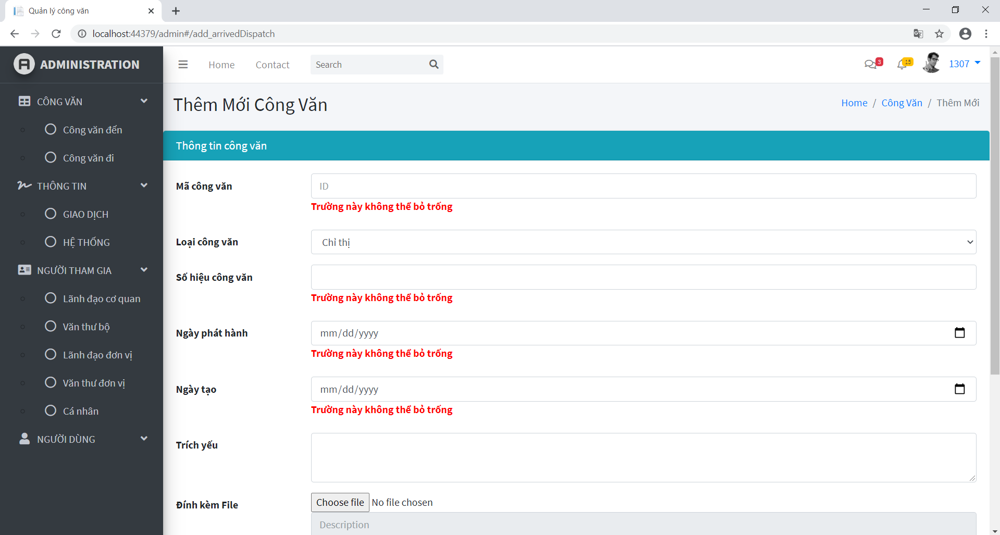 Quản lý công văn
localhost:44379/admin#/add_arrivedDispatch
ADMINISTRATION
Home Contact Search 3 15 1307
CÔNG VĂN
Công văn đến
Công văn đi
THÔNG TIN
GIAO DỊCH
HỆ THỐNG
NGƯỜI THAM GIA
Lãnh đạo cơ quan
Văn thư bộ
Lãnh đạo đơn vị
Văn thư đơn vị
Cá nhân
NGƯỜI DÙNG
Thêm Mới Công Văn
Home / Công Văn / Thêm Mới
Thông tin công văn
Mã công văn ID
Trường này không thể bỏ trống
Loại công văn Chỉ thị
Số hiệu công văn
Trường này không thể bỏ trống
Ngày phát hành mm/dd/yyyy
Trường này không thể bỏ trống
Ngày tạo mm/dd/yyyy
Trường này không thể bỏ trống
Trích yếu
Đính kèm File Choose file No file chosen
Description